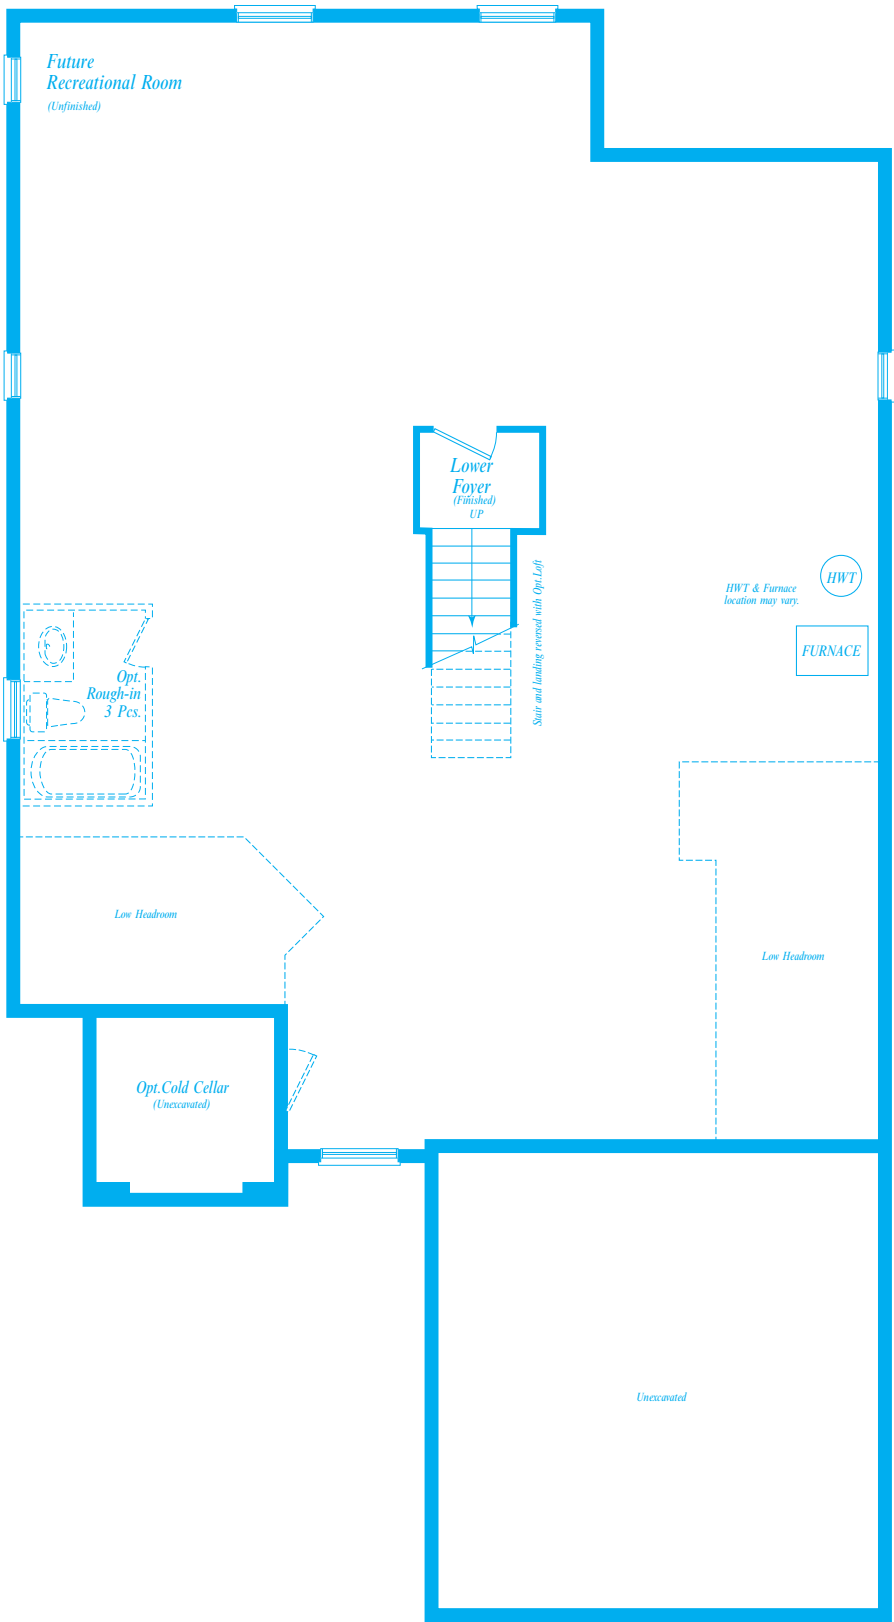 Future
Recreational Room
(Unfinished)
Lower
Foyer
(Finished)
UP
Stair and landing reversed with Opt.Loft
HWT & Furnace
location may vary.
HWT
FURNACE
Opt.
Rough-in
3 Pcs.
Low Headroom
Low Headroom
Opt.Cold Cellar
(Unexcavated)
Unexcavated